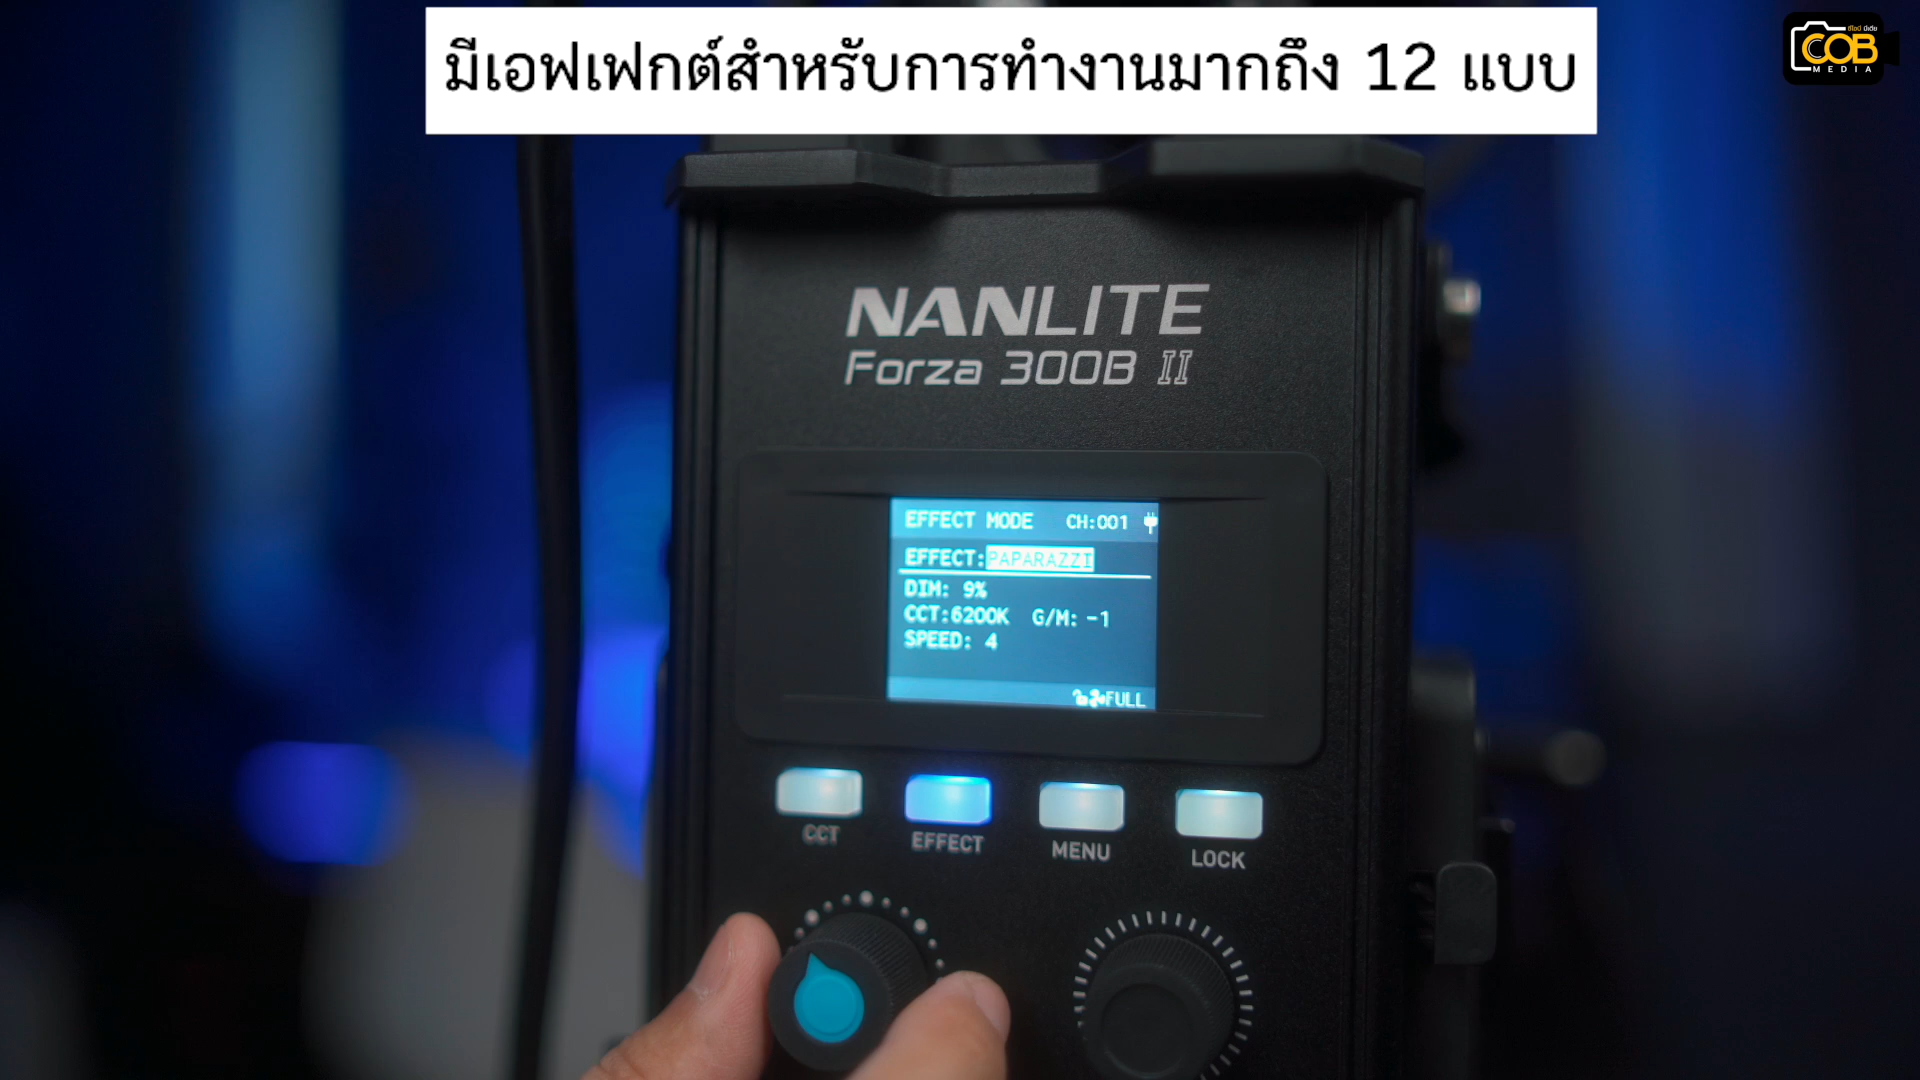 มีเอฟเฟกต์สำหรับการทำงานมากถึง 12 แบบ
COB
MEDIA
NANLITE
Forza 300B II
EFFECT MODE CH:001
EFFECT:PAPARAZZI
DIM: 9%
CCT:6200K G/M: -1
SPEED: 4
FULL
CCT EFFECT MENU LOCK